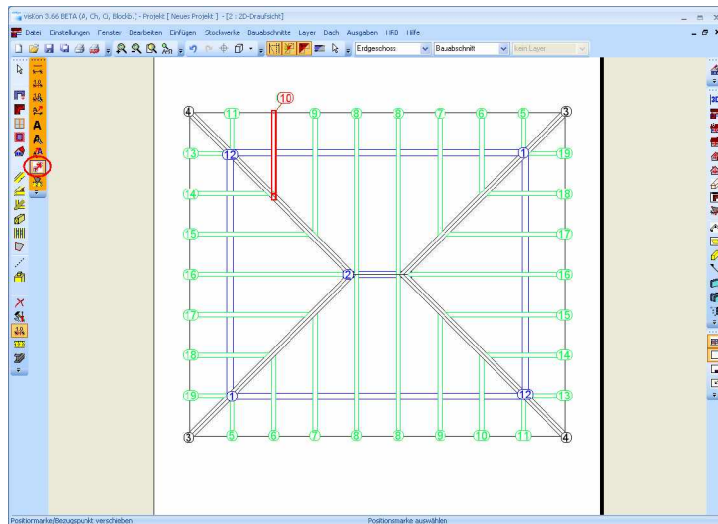 visKon 3.66 BETA (A, Ch, Ci, Blockb.) - Projekt [ Neues Projekt ] - [2 : 2D-Draufsicht]
Datei Einstellungen Fenster Bearbeiten Einfügen Stockwerke Bauabschnitte Layer Dach Ausgaben HRD Hilfe
Erdgeschoss Bauabschnitt kein Layer
10
4 11 9 8 8 7 6 5 3
13 12 1 19
14 18
15 17
16 2 16
17 15
18 14
19 1 12 13
3 5 6 7 8 8 9 10 11 4
Positionsmarke/Bezugspunkt verschieben Positionsmarke auswählen